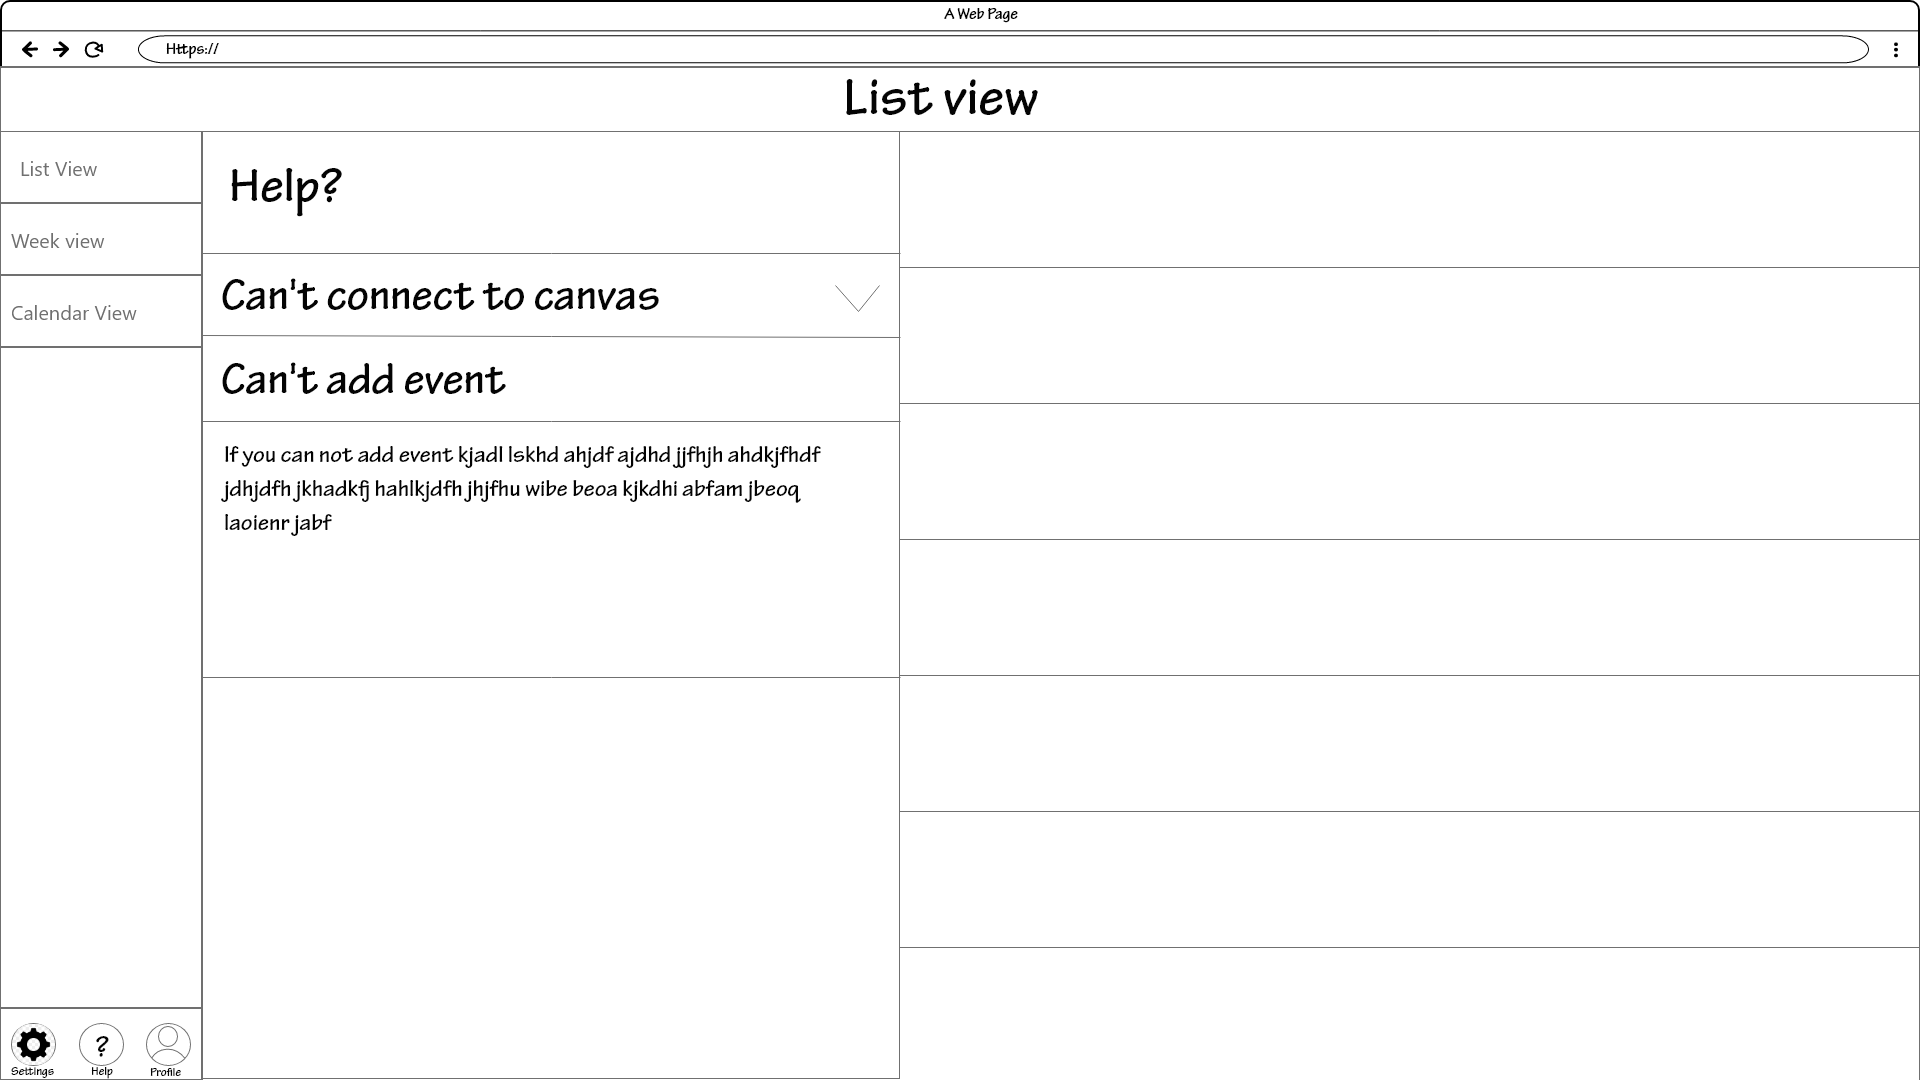 A Web Page
Https://
List view
List View
Week view
Calendar View
Help?
Can't connect to canvas
Can't add event
If you can not add event kjadl lskhd ahjdf ajdhd jjfhjh ahdkjfhdf
jdhjdfh jkhadkfj hahlkjdfh jhjfhu wibe beoa kjkdhi abfam jbeoq
laoienr jabf
?
Settings
Help
Profile